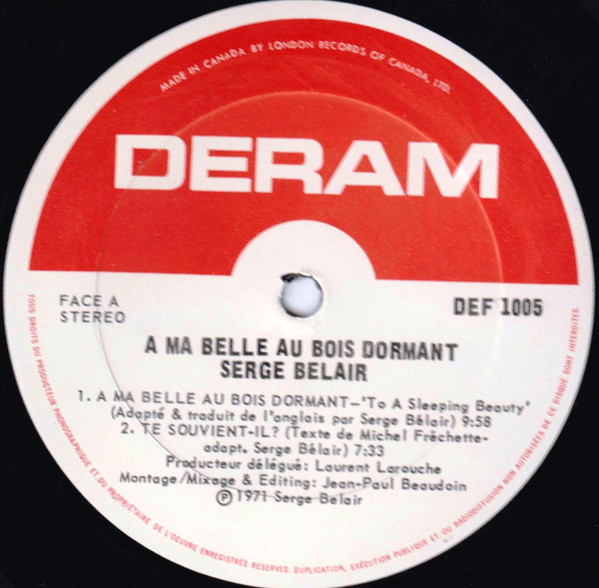 MADE IN CANADA BY LONDON RECORDS OF CANADA, LTD.
DERAM
FACE A
STEREO
DEF 1005
A MA BELLE AU BOIS DORMANT
SERGE BELAIR
1. A MA BELLE AU BOIS DORMANT—'To A Sleeping Beauty'
(Adapté & traduit de l'anglais par Serge Bélair) 9:58
2. TE SOUVIENT-IL? (Texte de Michel Fréchette-
adapt. Serge Bélair) 7:33
Producteur délégué: Laurent Larouche
Montage/Mixage & Editing: Jean-Paul Beaudoin
Ⓟ 1971 Serge Bélair
TOUS DROITS DU PRODUCTEUR PHONOGRAPHIQUE ET DU PROPRIÉTAIRE DE L'OEUVRE ENREGISTRÉE RESERVES. DUPLICATION, EXÉCUTION PUBLIQUE ET/OU RADIODIFFUSION NON AUTORISÉES DE CE DISQUE SONT INTERDITES.